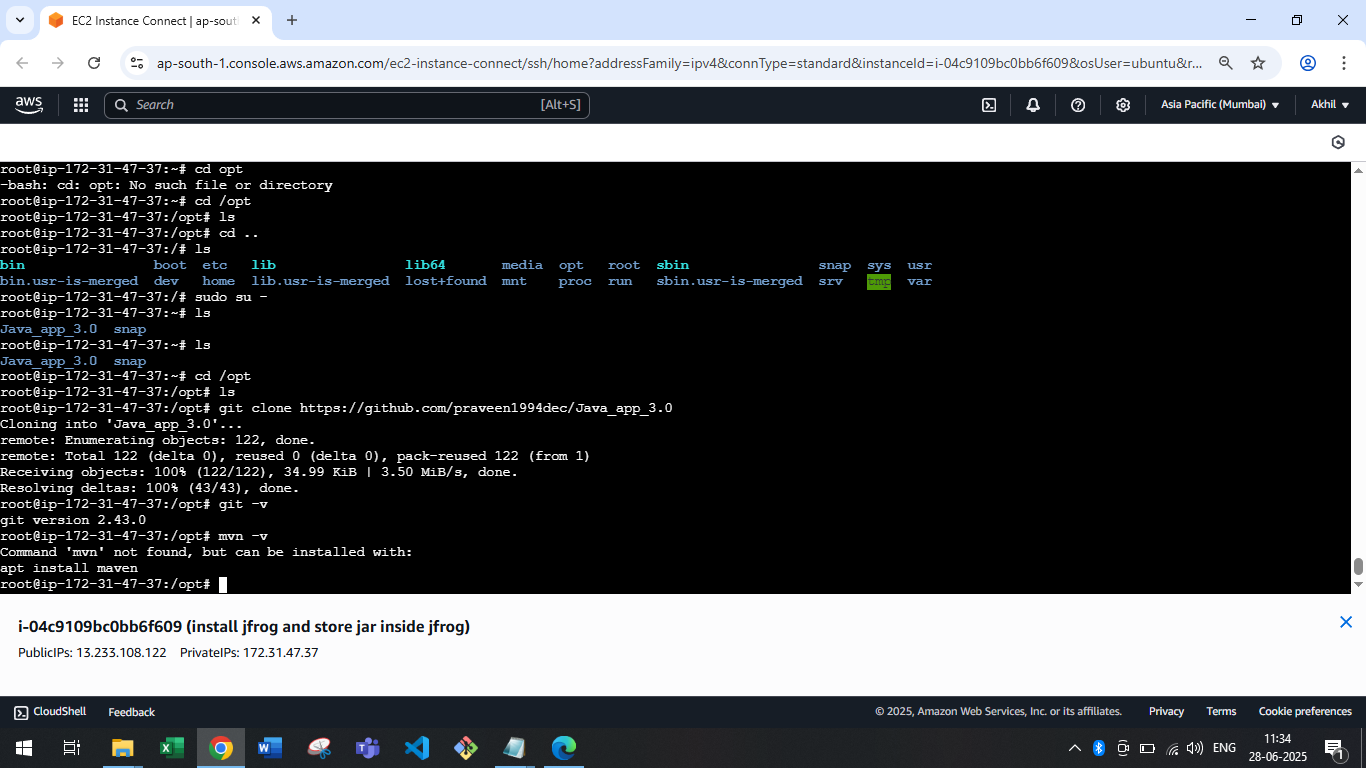 EC2 Instance Connect | ap-sout
ap-south-1.console.aws.amazon.com/ec2-instance-connect/ssh/home?addressFamily=ipv4&connType=standard&instanceId=i-04c9109bc0bb6f609&osUser=ubuntu&r...
aws Search [Alt+S] Asia Pacific (Mumbai) Akhil
root@ip-172-31-47-37:~# cd opt
-bash: cd: opt: No such file or directory
root@ip-172-31-47-37:~# cd /opt
root@ip-172-31-47-37:/opt# ls
root@ip-172-31-47-37:/opt# cd ..
root@ip-172-31-47-37:/# ls
bin boot etc lib lib64 media opt root sbin snap sys usr
bin.usr-is-merged dev home lib.usr-is-merged lost+found mnt proc run sbin.usr-is-merged srv tmp var
root@ip-172-31-47-37:/# sudo su -
root@ip-172-31-47-37:~# ls
Java_app_3.0 snap
root@ip-172-31-47-37:~# ls
Java_app_3.0 snap
root@ip-172-31-47-37:~# cd /opt
root@ip-172-31-47-37:/opt# ls
root@ip-172-31-47-37:/opt# git clone https://github.com/praveen1994dec/Java_app_3.0
Cloning into 'Java_app_3.0'...
remote: Enumerating objects: 122, done.
remote: Total 122 (delta 0), reused 0 (delta 0), pack-reused 122 (from 1)
Receiving objects: 100% (122/122), 34.99 KiB | 3.50 MiB/s, done.
Resolving deltas: 100% (43/43), done.
root@ip-172-31-47-37:/opt# git -v
git version 2.43.0
root@ip-172-31-47-37:/opt# mvn -v
Command 'mvn' not found, but can be installed with:
apt install maven
root@ip-172-31-47-37:/opt#
i-04c9109bc0bb6f609 (install jfrog and store jar inside jfrog)
PublicIPs: 13.233.108.122 PrivateIPs: 172.31.47.37
CloudShell Feedback © 2025, Amazon Web Services, Inc. or its affiliates. Privacy Terms Cookie preferences
ENG 11:34
28-06-2025 1